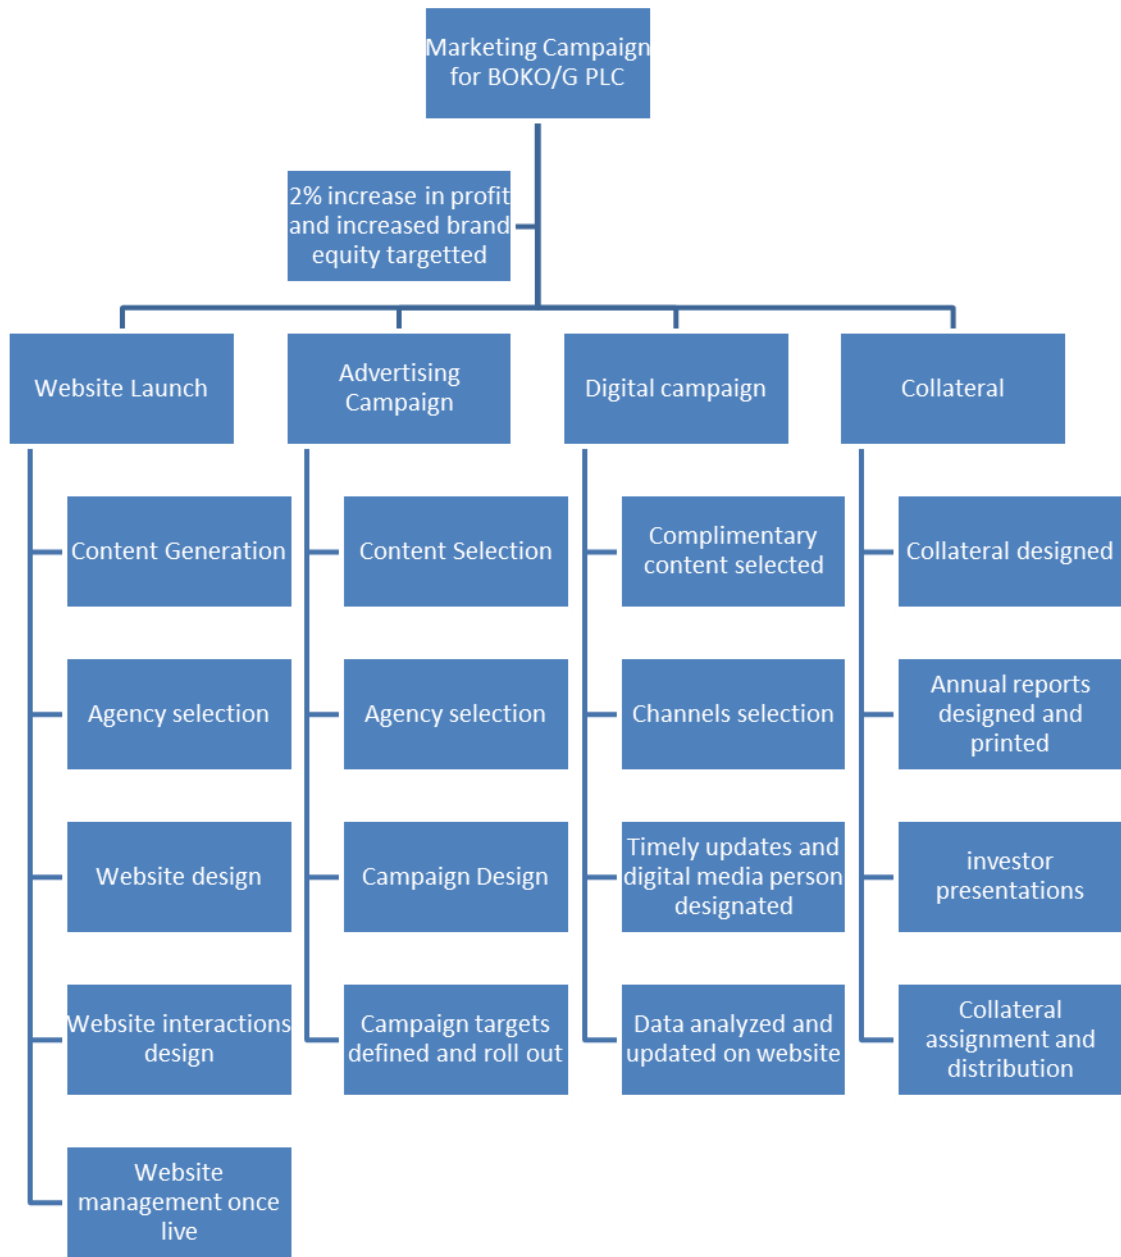 Marketing Campaign
for BOKO/G PLC
2% increase in profit
and increased brand
equity targetted
Website Launch
Advertising
Campaign
Digital campaign
Collateral
Content Generation
Agency selection
Website design
Website interactions
design
Website
management once
live
Content Selection
Agency selection
Campaign Design
Campaign targets
defined and roll out
Complimentary
content selected
Channels selection
Timely updates and
digital media person
designated
Data analyzed and
updated on website
Collateral designed
Annual reports
designed and
printed
investor
presentations
Collateral
assignment and
distribution